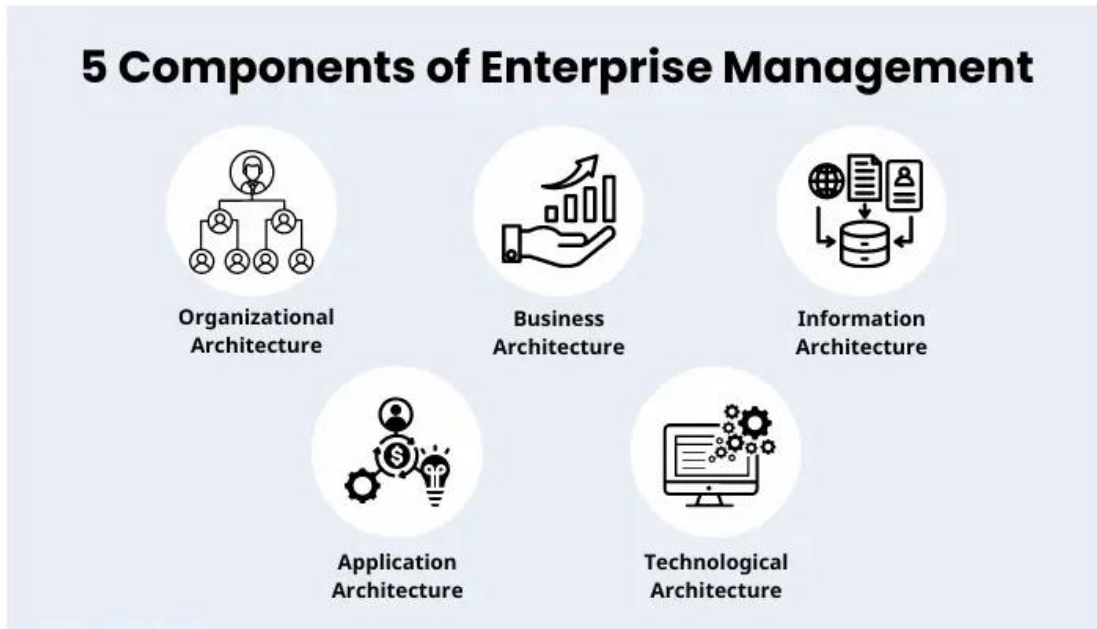 5 Components of Enterprise Management
Organizational
Architecture
Business
Architecture
Information
Architecture
Application
Architecture
Technological
Architecture